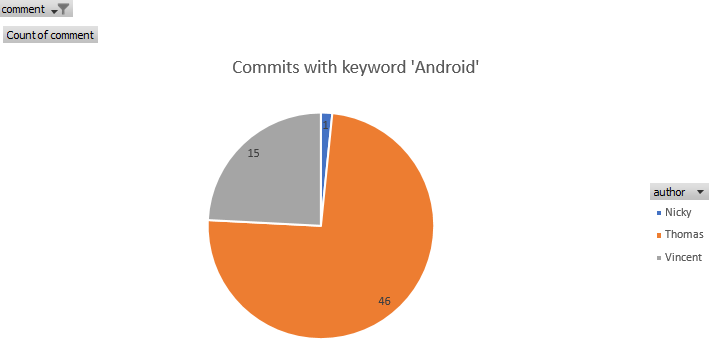 comment
Count of comment
Commits with keyword 'Android'
1
15
46
author
Nicky
Thomas
Vincent